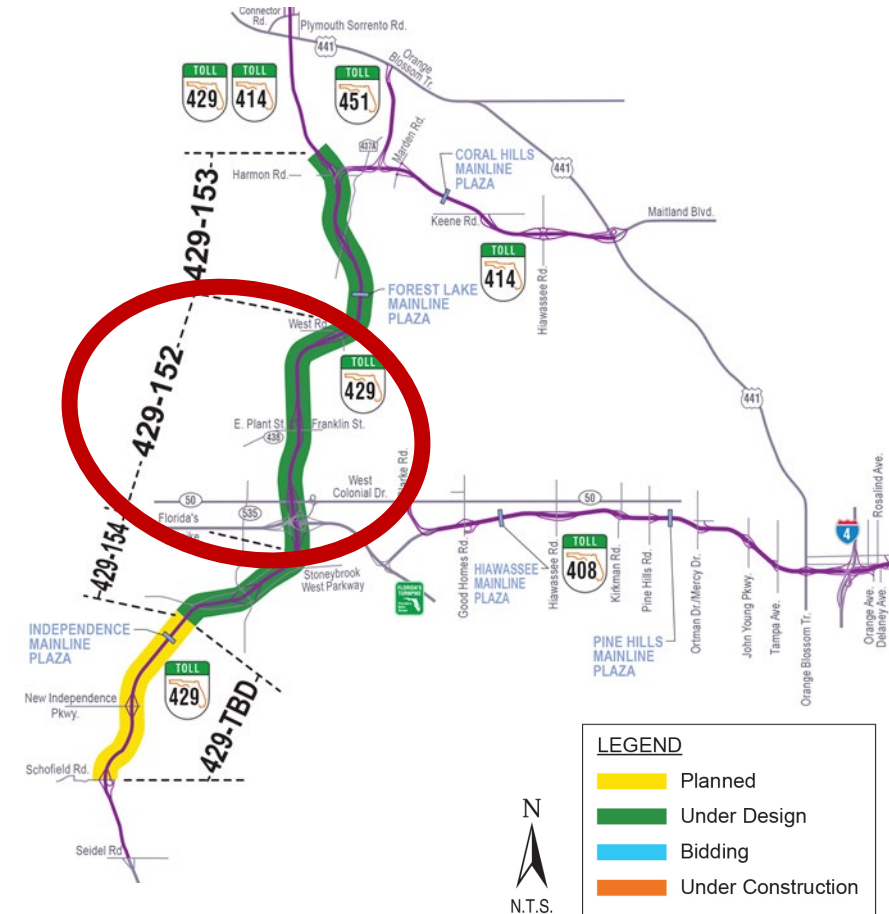 Connector
Rd.
Plymouth Sorrento Rd.
441
Orange
Blossom Tr.
TOLL
429
TOLL
414
TOLL
451
437A
Marden Rd.
Harmon Rd.
CORAL HILLS
MAINLINE
PLAZA
441
Keene Rd.
Maitland Blvd.
TOLL
414
Hiawassee Rd.
429-153
FOREST LAKE
MAINLINE
PLAZA
West Rd.
TOLL
429
429-152
441
E. Plant St.
Franklin St.
438
West
Colonial Dr.
50
535
Florida's
50
Rosalind Ave.
4
429-154
Stoneybrook
West Parkway
FLORIDA'S
TURNPIKE
Good Homes Rd.
HIAWASSEE
MAINLINE
PLAZA
Hiawassee Rd.
TOLL
408
Kirkman Rd.
Pine Hills Rd.
PINE HILLS
MAINLINE
PLAZA
Ortman Dr./Mercy Dr.
John Young Pkwy.
Tampa Ave.
Orange Blossom Tr.
Orange Ave.
Delaney Ave.
INDEPENDENCE
MAINLINE
PLAZA
TOLL
429
New Independence
Pkwy.
429-TBD
Schofield Rd.
Seidel Rd
N
N.T.S.
LEGEND
Planned
Under Design
Bidding
Under Construction